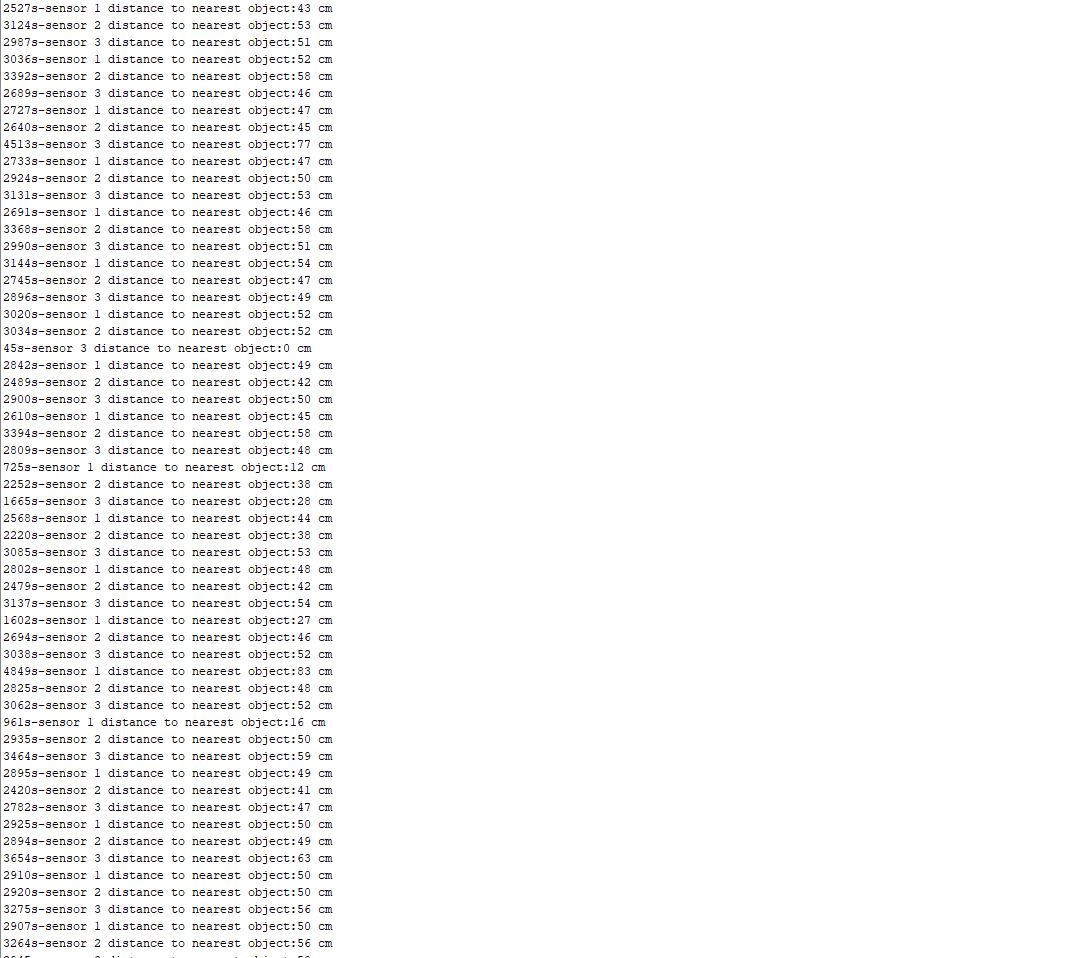 2527s-sensor 1 distance to nearest object:43 cm
3124s-sensor 2 distance to nearest object:53 cm
2987s-sensor 3 distance to nearest object:51 cm
3036s-sensor 1 distance to nearest object:52 cm
3392s-sensor 2 distance to nearest object:58 cm
2689s-sensor 3 distance to nearest object:46 cm
2727s-sensor 1 distance to nearest object:47 cm
2640s-sensor 2 distance to nearest object:45 cm
4513s-sensor 3 distance to nearest object:77 cm
2733s-sensor 1 distance to nearest object:47 cm
2924s-sensor 2 distance to nearest object:50 cm
3131s-sensor 3 distance to nearest object:53 cm
2691s-sensor 1 distance to nearest object:46 cm
3368s-sensor 2 distance to nearest object:58 cm
2990s-sensor 3 distance to nearest object:51 cm
3144s-sensor 1 distance to nearest object:54 cm
2745s-sensor 2 distance to nearest object:47 cm
2896s-sensor 3 distance to nearest object:49 cm
3020s-sensor 1 distance to nearest object:52 cm
3034s-sensor 2 distance to nearest object:52 cm
45s-sensor 3 distance to nearest object:0 cm
2842s-sensor 1 distance to nearest object:49 cm
2489s-sensor 2 distance to nearest object:42 cm
2900s-sensor 3 distance to nearest object:50 cm
2610s-sensor 1 distance to nearest object:45 cm
3394s-sensor 2 distance to nearest object:58 cm
2809s-sensor 3 distance to nearest object:48 cm
725s-sensor 1 distance to nearest object:12 cm
2252s-sensor 2 distance to nearest object:38 cm
1665s-sensor 3 distance to nearest object:28 cm
2568s-sensor 1 distance to nearest object:44 cm
2220s-sensor 2 distance to nearest object:38 cm
3085s-sensor 3 distance to nearest object:53 cm
2802s-sensor 1 distance to nearest object:48 cm
2479s-sensor 2 distance to nearest object:42 cm
3137s-sensor 3 distance to nearest object:54 cm
1602s-sensor 1 distance to nearest object:27 cm
2694s-sensor 2 distance to nearest object:46 cm
3038s-sensor 3 distance to nearest object:52 cm
4849s-sensor 1 distance to nearest object:83 cm
2825s-sensor 2 distance to nearest object:48 cm
3062s-sensor 3 distance to nearest object:52 cm
961s-sensor 1 distance to nearest object:16 cm
2935s-sensor 2 distance to nearest object:50 cm
3464s-sensor 3 distance to nearest object:59 cm
2895s-sensor 1 distance to nearest object:49 cm
2420s-sensor 2 distance to nearest object:41 cm
2782s-sensor 3 distance to nearest object:47 cm
2925s-sensor 1 distance to nearest object:50 cm
2894s-sensor 2 distance to nearest object:49 cm
3654s-sensor 3 distance to nearest object:63 cm
2910s-sensor 1 distance to nearest object:50 cm
2920s-sensor 2 distance to nearest object:50 cm
3275s-sensor 3 distance to nearest object:56 cm
2907s-sensor 1 distance to nearest object:50 cm
3264s-sensor 2 distance to nearest object:56 cm